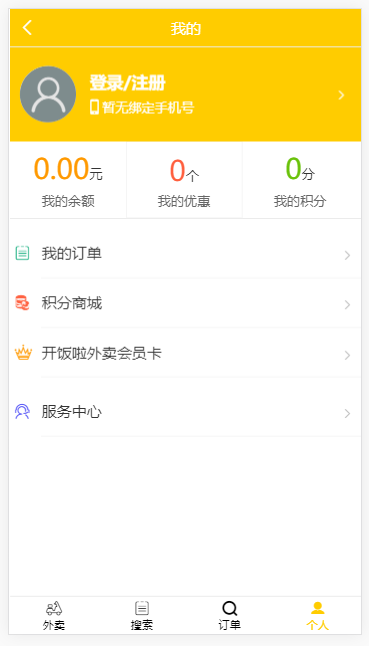 我的
登录/注册
暂无绑定手机号
0.00元 0个 0分
我的余额 我的优惠 我的积分
我的订单
积分商城
开饭啦外卖会员卡
服务中心
外卖 搜索 订单 个人